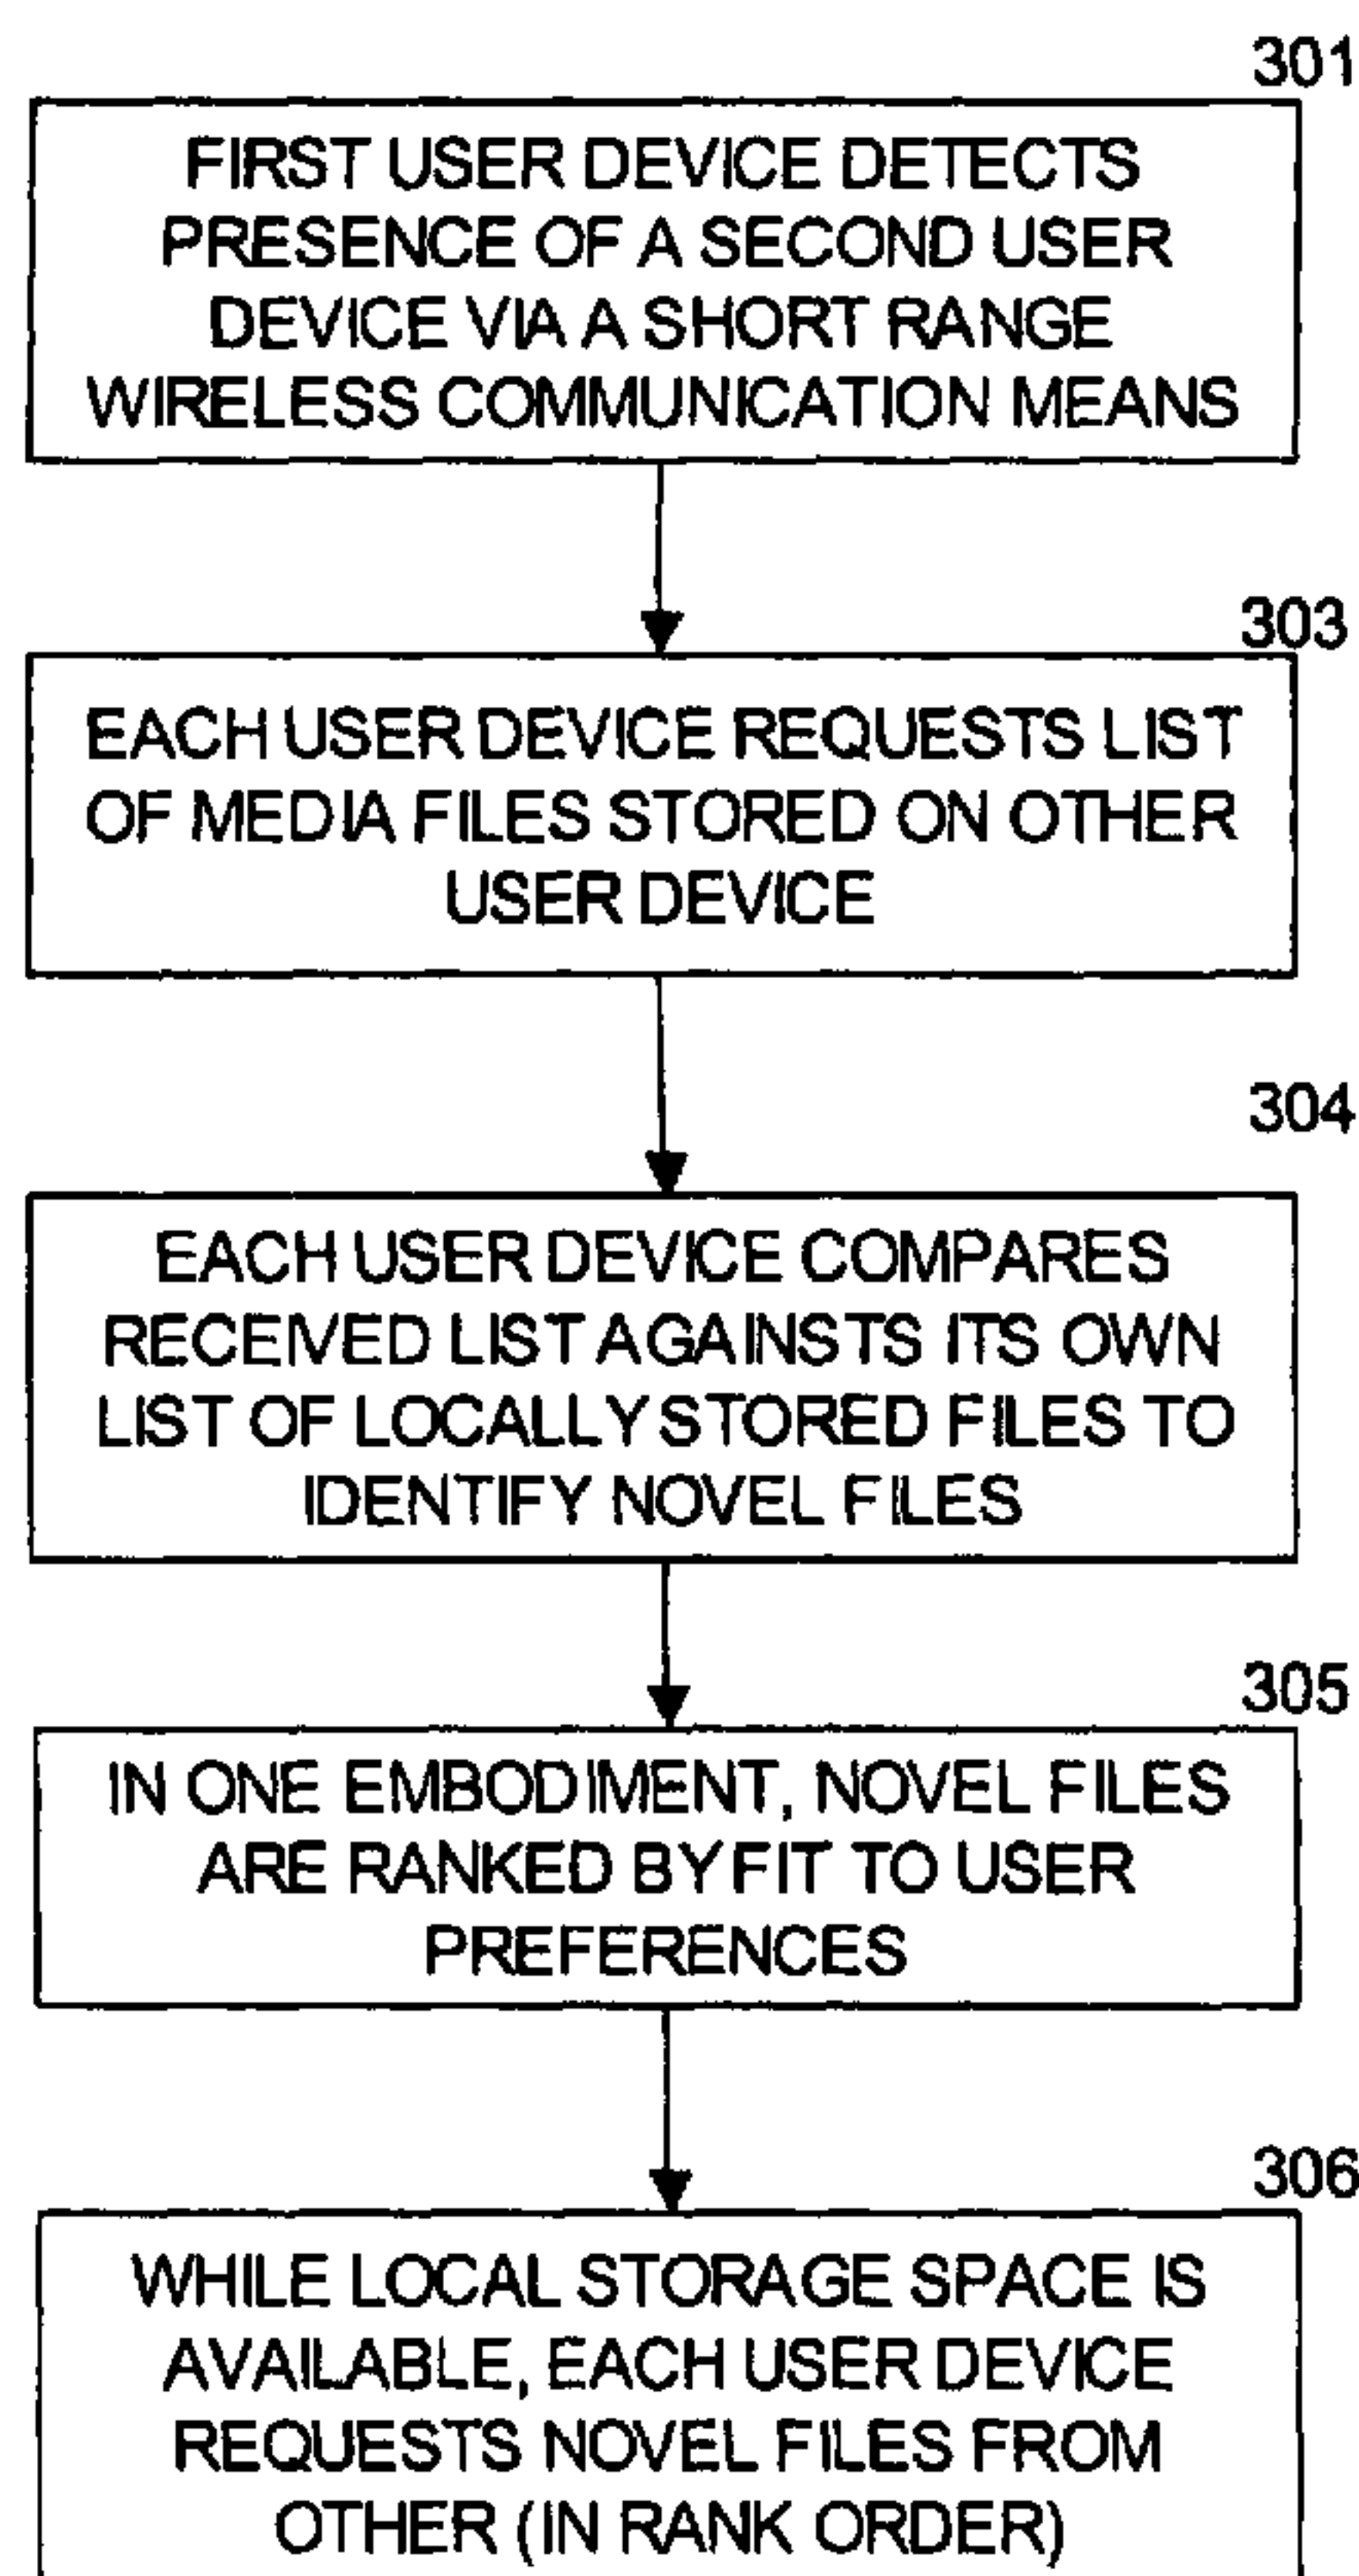 301
FIRST USER DEVICE DETECTS
PRESENCE OF A SECOND USER
DEVICE VIA A SHORT RANGE
WIRELESS COMMUNICATION MEANS
303
EACH USER DEVICE REQUESTS LIST
OF MEDIA FILES STORED ON OTHER
USER DEVICE
304
EACH USER DEVICE COMPARES
RECEIVED LIST AGAINSTS ITS OWN
LIST OF LOCALLY STORED FILES TO
IDENTIFY NOVEL FILES
305
IN ONE EMBODIMENT, NOVEL FILES
ARE RANKED BY FIT TO USER
PREFERENCES
306
WHILE LOCAL STORAGE SPACE IS
AVAILABLE, EACH USER DEVICE
REQUESTS NOVEL FILES FROM
OTHER (IN RANK ORDER)